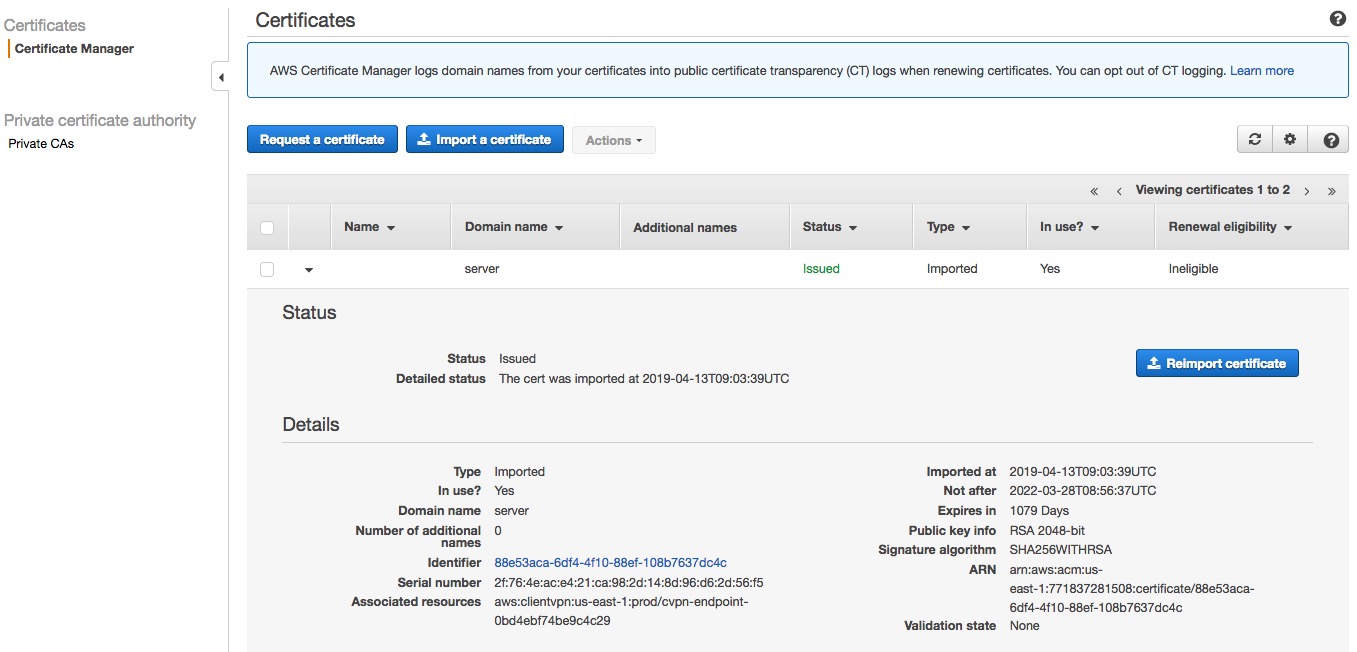 Certificates
Certificate Manager
Private certificate authority
Private CAs
Certificates
AWS Certificate Manager logs domain names from your certificates into public certificate transparency (CT) logs when renewing certificates. You can opt out of CT logging. Learn more
Request a certificate Import a certificate Actions
« ‹ Viewing certificates 1 to 2 › »
Name Domain name Additional names Status Type In use? Renewal eligibility
server Issued Imported Yes Ineligible
Status
Status Issued
Detailed status The cert was imported at 2019-04-13T09:03:39UTC
Reimport certificate
Details
Type Imported
In use? Yes
Domain name server
Number of additional names 0
Identifier 88e53aca-6df4-4f10-88ef-108b7637dc4c
Serial number 2f:76:4e:ac:e4:21:ca:98:2d:14:8d:96:d6:2d:56:f5
Associated resources aws:clientvpn:us-east-1:prod/cvpn-endpoint-
0bd4ebf74be9c4c29
Imported at 2019-04-13T09:03:39UTC
Not after 2022-03-28T08:56:37UTC
Expires in 1079 Days
Public key info RSA 2048-bit
Signature algorithm SHA256WITHRSA
ARN arn:aws:acm:us-
east-1:771837281508:certificate/88e53aca-
6df4-4f10-88ef-108b7637dc4c
Validation state None